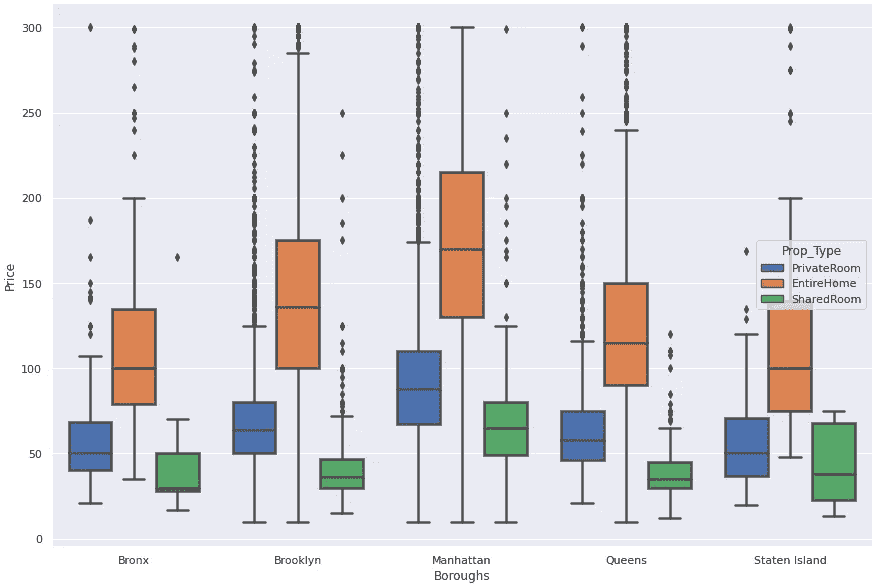 300
250
200
150
100
50
0
Price
Prop_Type
PrivateRoom
EntireHome
SharedRoom
Bronx
Brooklyn
Manhattan
Queens
Staten Island
Boroughs